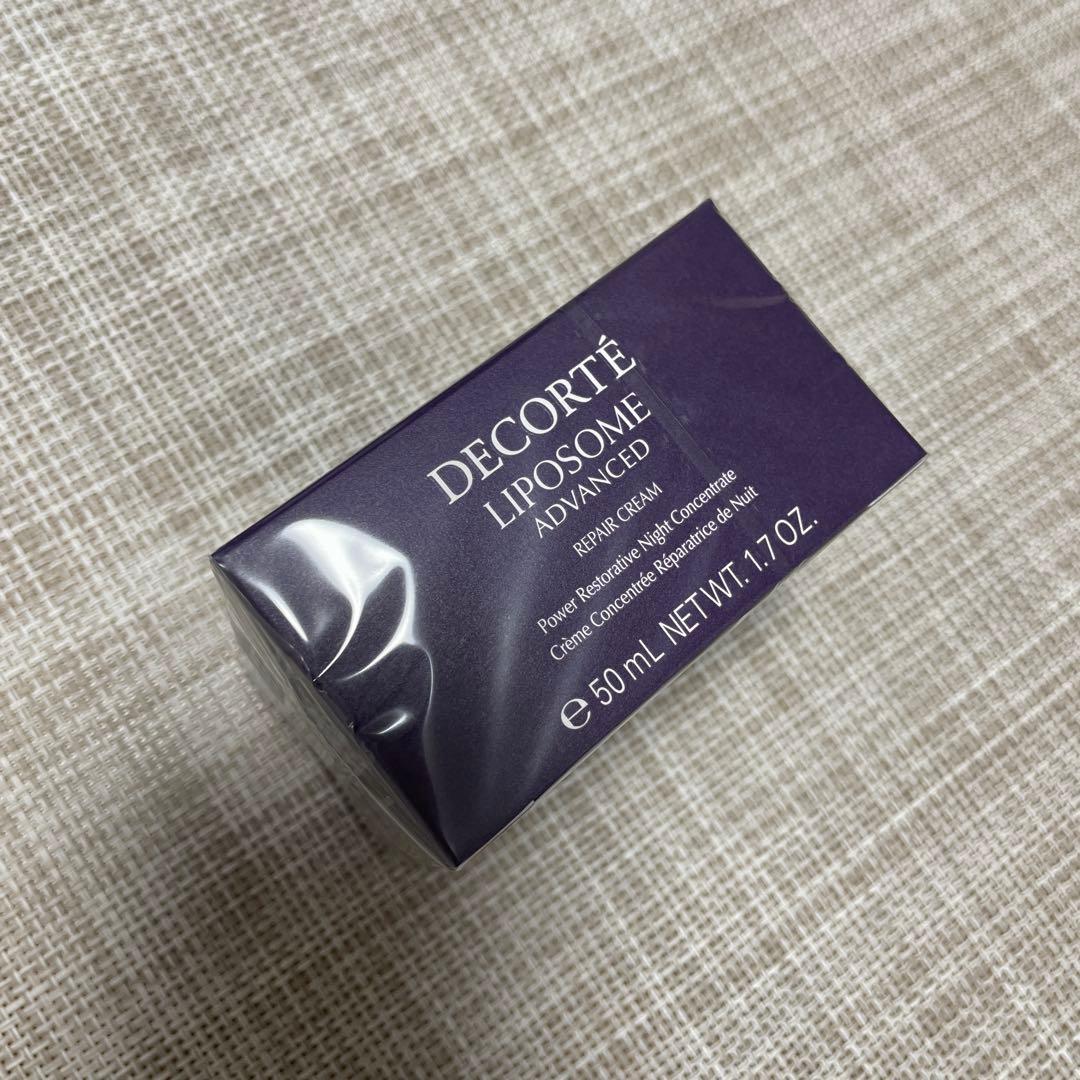 DECORTÉ
LIPOSOME
ADVANCED
REPAIR CREAM
Power Restorative Night Concentrate
Crème Concentrée Réparatrice de Nuit
℮ 50 mL NET WT. 1.7 OZ.